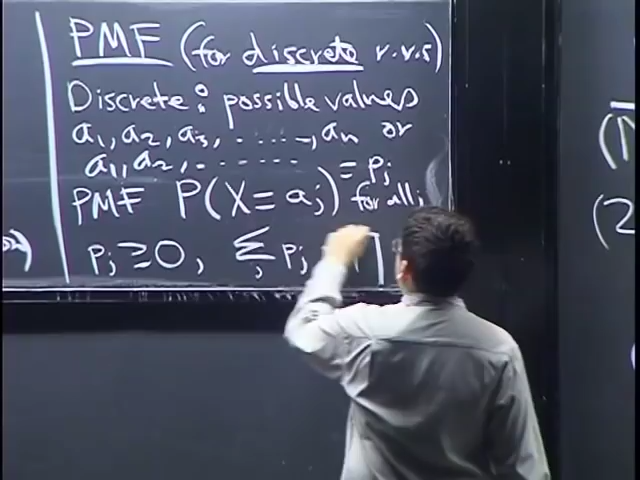 PMF (for discrete r.v.s)
Discrete: possible values
a₁, a₂, a₃, ......, aₙ or
a₁, a₂, .......
PMF P(X = aⱼ) = pⱼ for all j
pⱼ ≥ 0, Σⱼ pⱼ